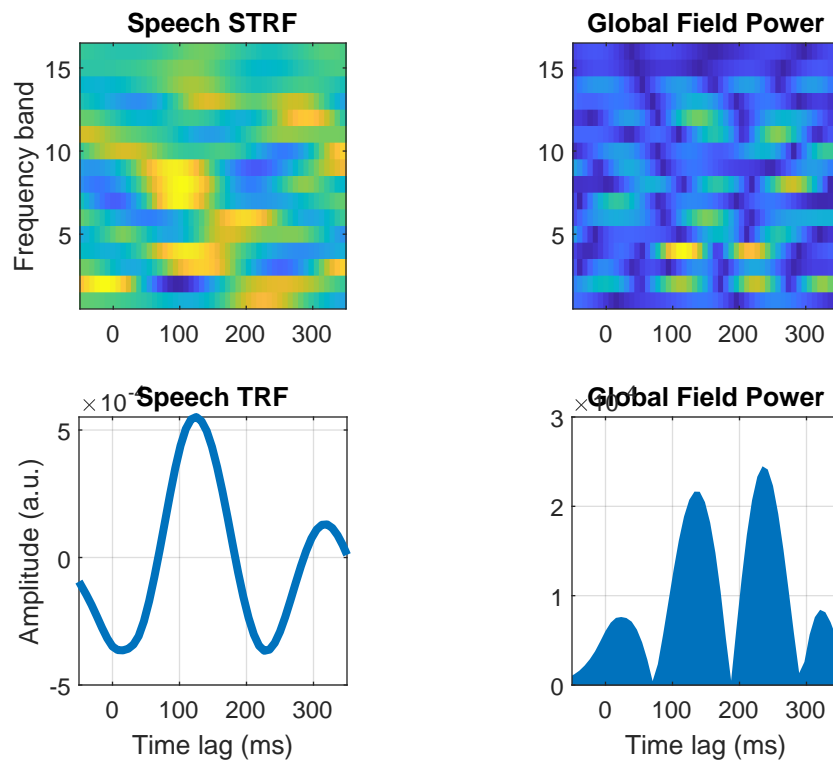 Speech STRF
Frequency band
15
10
5
0 100 200 300
Global Field Power
15
10
5
0 100 200 300
Speech TRF
× 10-4
Amplitude (a.u.)
5
0
-5
0 100 200 300
Time lag (ms)
Global Field Power
3
2
1
0
0 100 200 300
Time lag (ms)